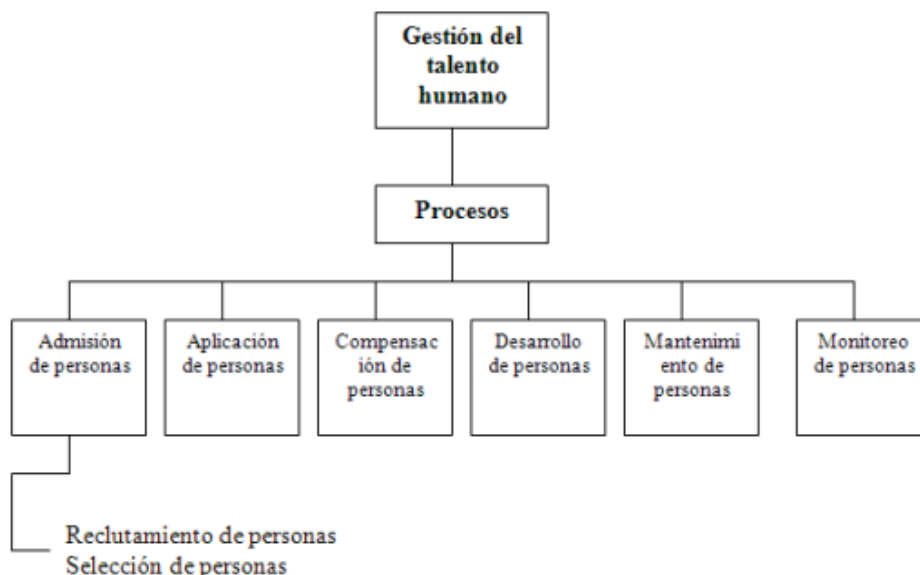 Gestión del
talento
humano
Procesos
Admisión
de personas
Aplicación
de personas
Compensac
ión de
personas
Desarrollo
de personas
Mantenimi
ento de
personas
Monitoreo
de personas
Reclutamiento de personas
Selección de personas